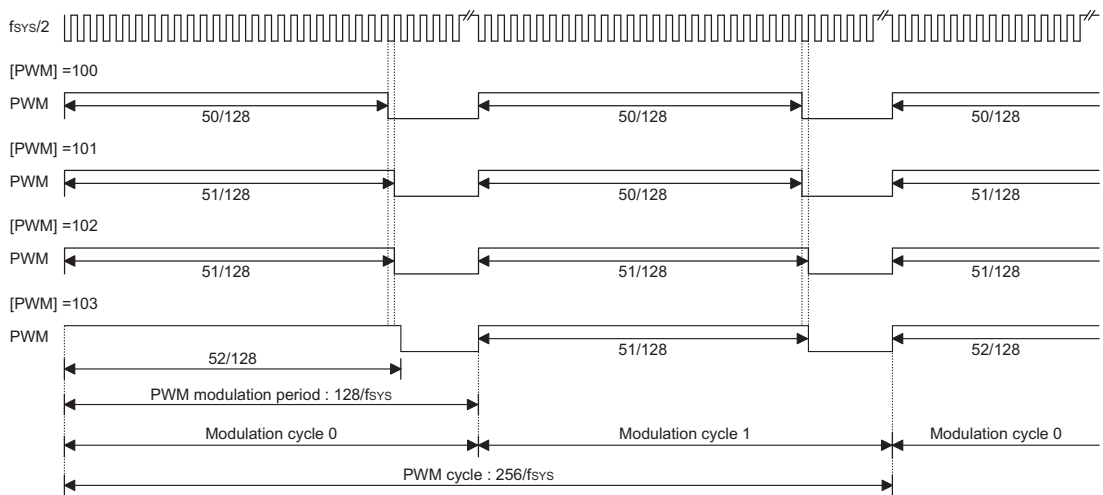 fSYS/2
[PWM] =100
PWM
50/128 50/128 50/128
[PWM] =101
PWM
51/128 50/128 51/128
[PWM] =102
PWM
51/128 51/128 51/128
[PWM] =103
PWM
52/128 51/128 52/128
PWM modulation period : 128/fSYS
Modulation cycle 0 Modulation cycle 1 Modulation cycle 0
PWM cycle : 256/fSYS